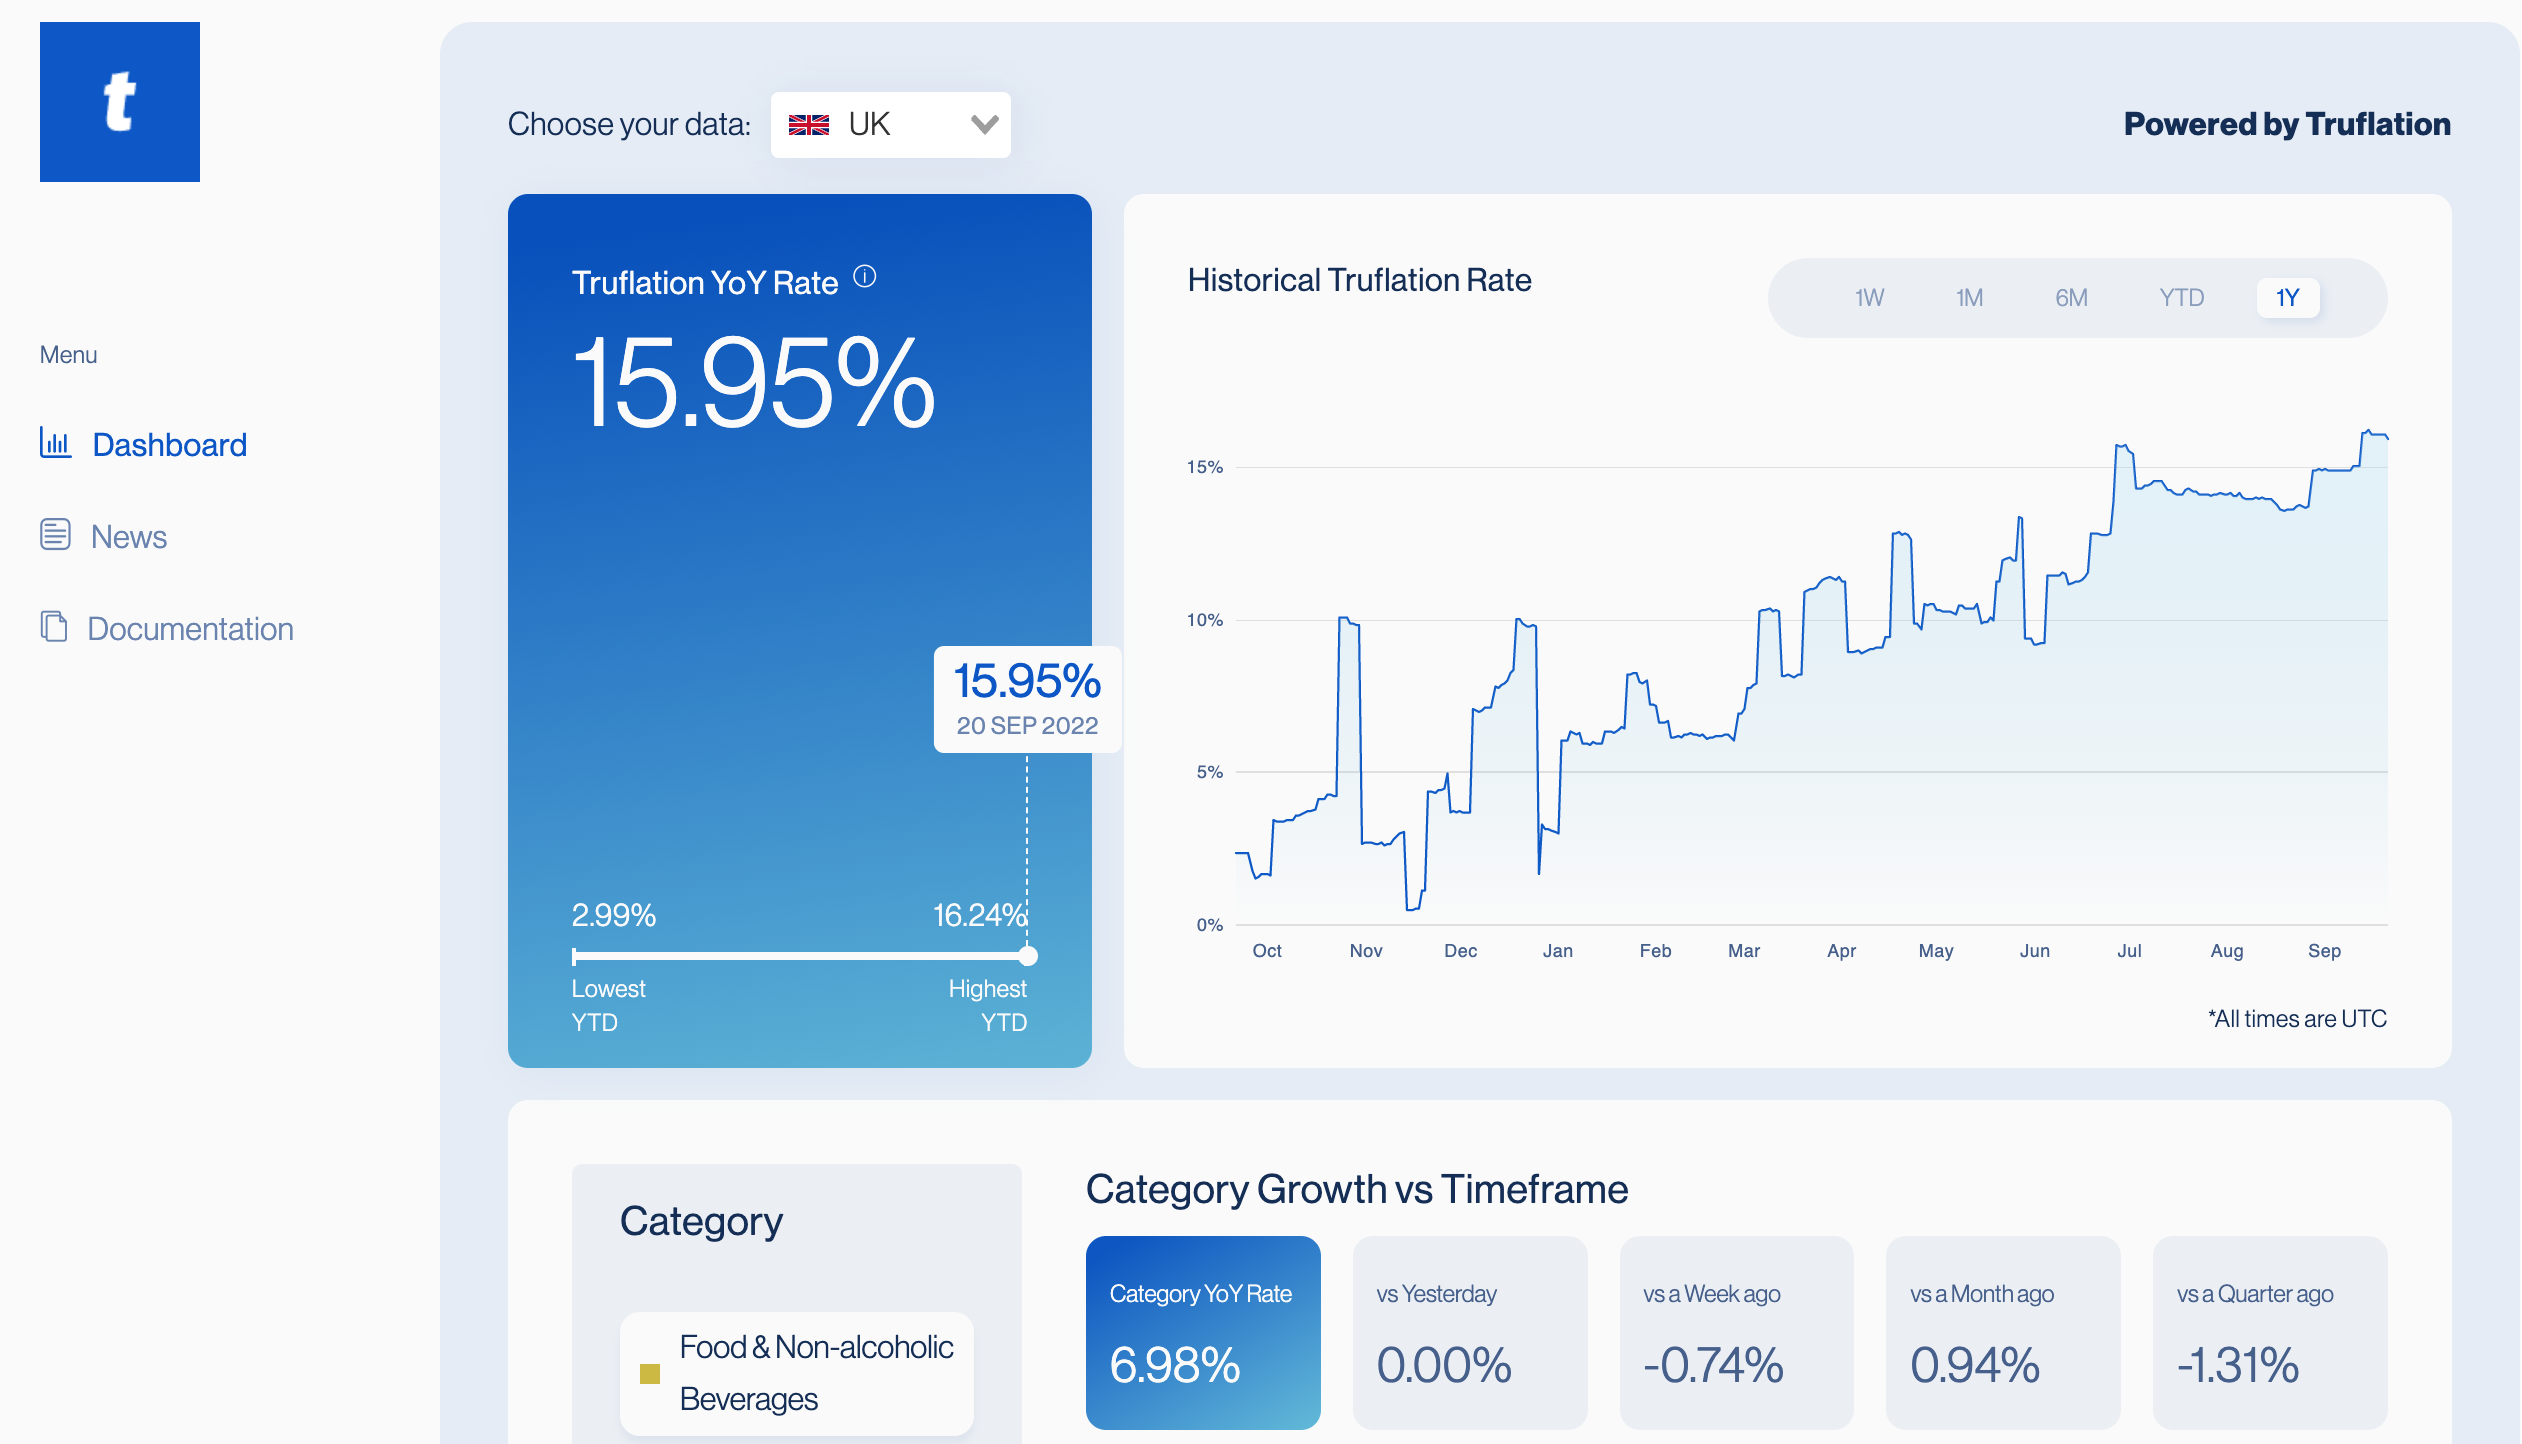 t
Choose your data:
UK
Powered by Truflation
Menu
Dashboard
News
Documentation
Truflation YoY Rate
15.95%
15.95%
20 SEP 2022
2.99%
16.24%
Lowest
YTD
Highest
YTD
Historical Truflation Rate
1W
1M
6M
YTD
1Y
15%
10%
5%
0%
Oct
Nov
Dec
Jan
Feb
Mar
Apr
May
Jun
Jul
Aug
Sep
*All times are UTC
Category
Food & Non-alcoholic
Beverages
Category Growth vs Timeframe
Category YoY Rate
6.98%
vs Yesterday
0.00%
vs a Week ago
-0.74%
vs a Month ago
0.94%
vs a Quarter ago
-1.31%